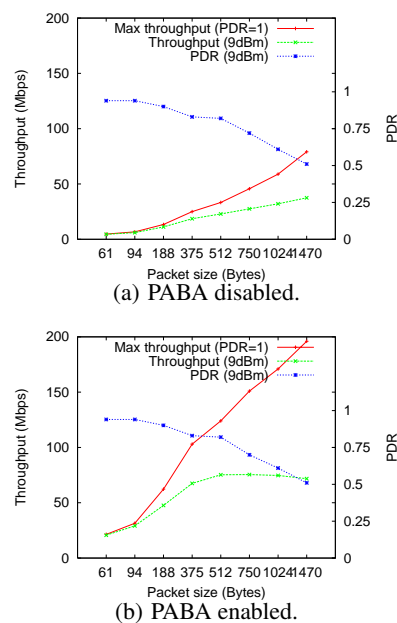 Max throughput (PDR=1)
Throughput (9dBm)
PDR (9dBm)
Throughput (Mbps)
200
150
100
50
0
1
0.75
0.5
0.25
0
PDR
61 94 188 375 512 750 1024 1470
Packet size (Bytes)
(a) PABA disabled.
Max throughput (PDR=1)
Throughput (9dBm)
PDR (9dBm)
Throughput (Mbps)
200
150
100
50
0
1
0.75
0.5
0.25
0
PDR
61 94 188 375 512 750 1024 1470
Packet size (Bytes)
(b) PABA enabled.